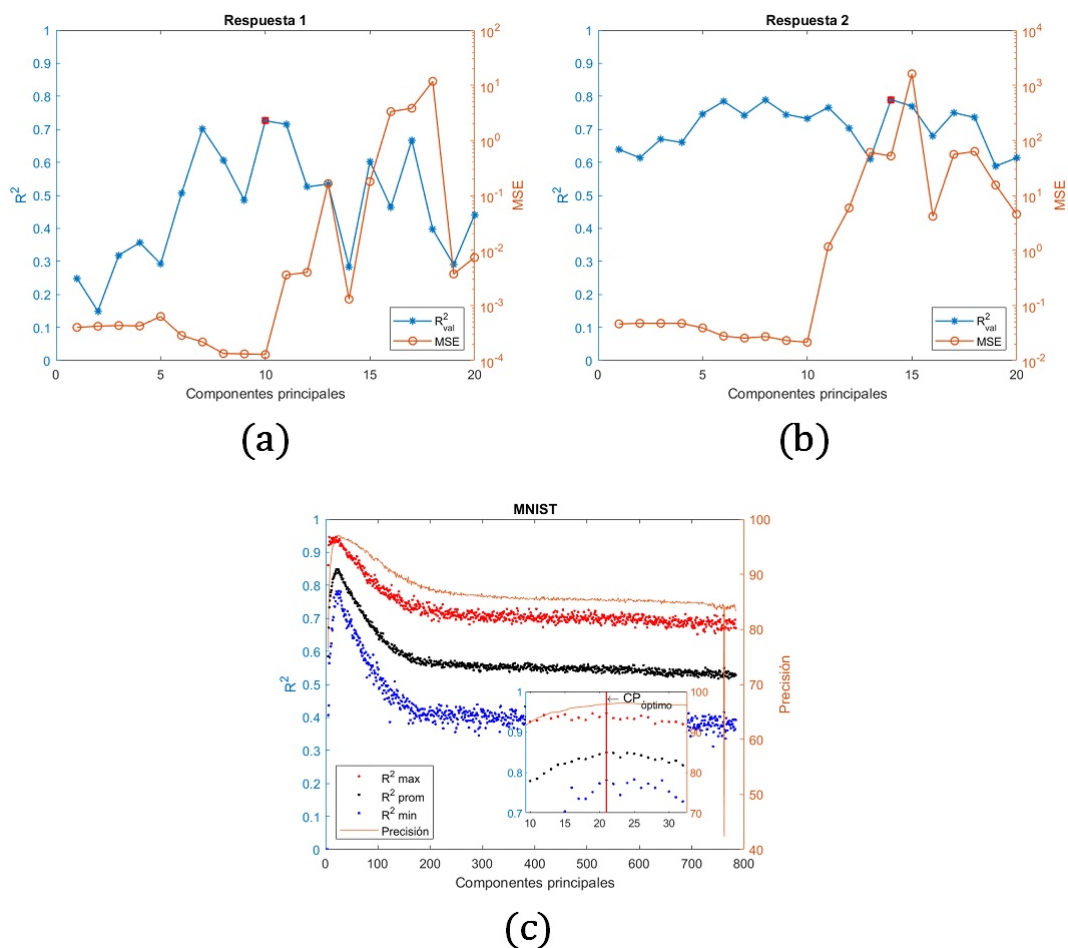 Respuesta 1
1
0.9
0.8
0.7
0.6
0.5
0.4
0.3
0.2
0.1
0
R²
10²
10¹
10⁰
10⁻¹
10⁻²
10⁻³
10⁻⁴
MSE
R²val
MSE
0 5 10 15 20
Componentes principales
(a)
Respuesta 2
1
0.9
0.8
0.7
0.6
0.5
0.4
0.3
0.2
0.1
0
R²
10⁴
10³
10²
10¹
10⁰
10⁻¹
10⁻²
MSE
R²val
MSE
0 5 10 15 20
Componentes principales
(b)
MNIST
1
0.9
0.8
0.7
0.6
0.5
0.4
0.3
0.2
0.1
0
R²
100
90
80
70
60
50
40
Precisión
1
0.9
0.8
0.7
← CPóptimo
100
90
80
70
10 15 20 25 30
R² max
R² prom
R² min
Precisión
0 100 200 300 400 500 600 700 800
Componentes principales
(c)